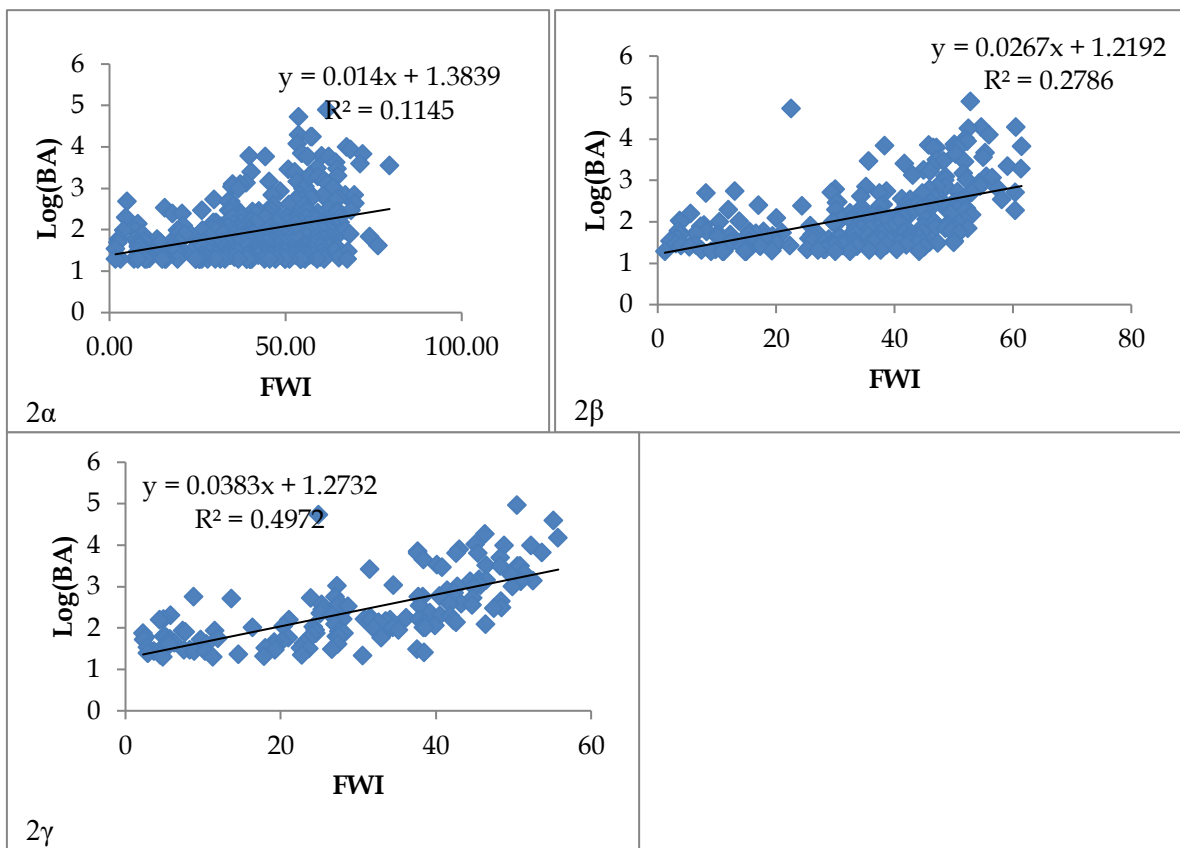 y = 0.014x + 1.3839
R² = 0.1145
Log(BA)
6
5
4
3
2
1
0
0.00
50.00
100.00
FWI
2α
y = 0.0267x + 1.2192
R² = 0.2786
Log(BA)
6
5
4
3
2
1
0
0
20
40
60
80
FWI
2β
y = 0.0383x + 1.2732
R² = 0.4972
Log(BA)
6
5
4
3
2
1
0
0
20
40
60
FWI
2γ